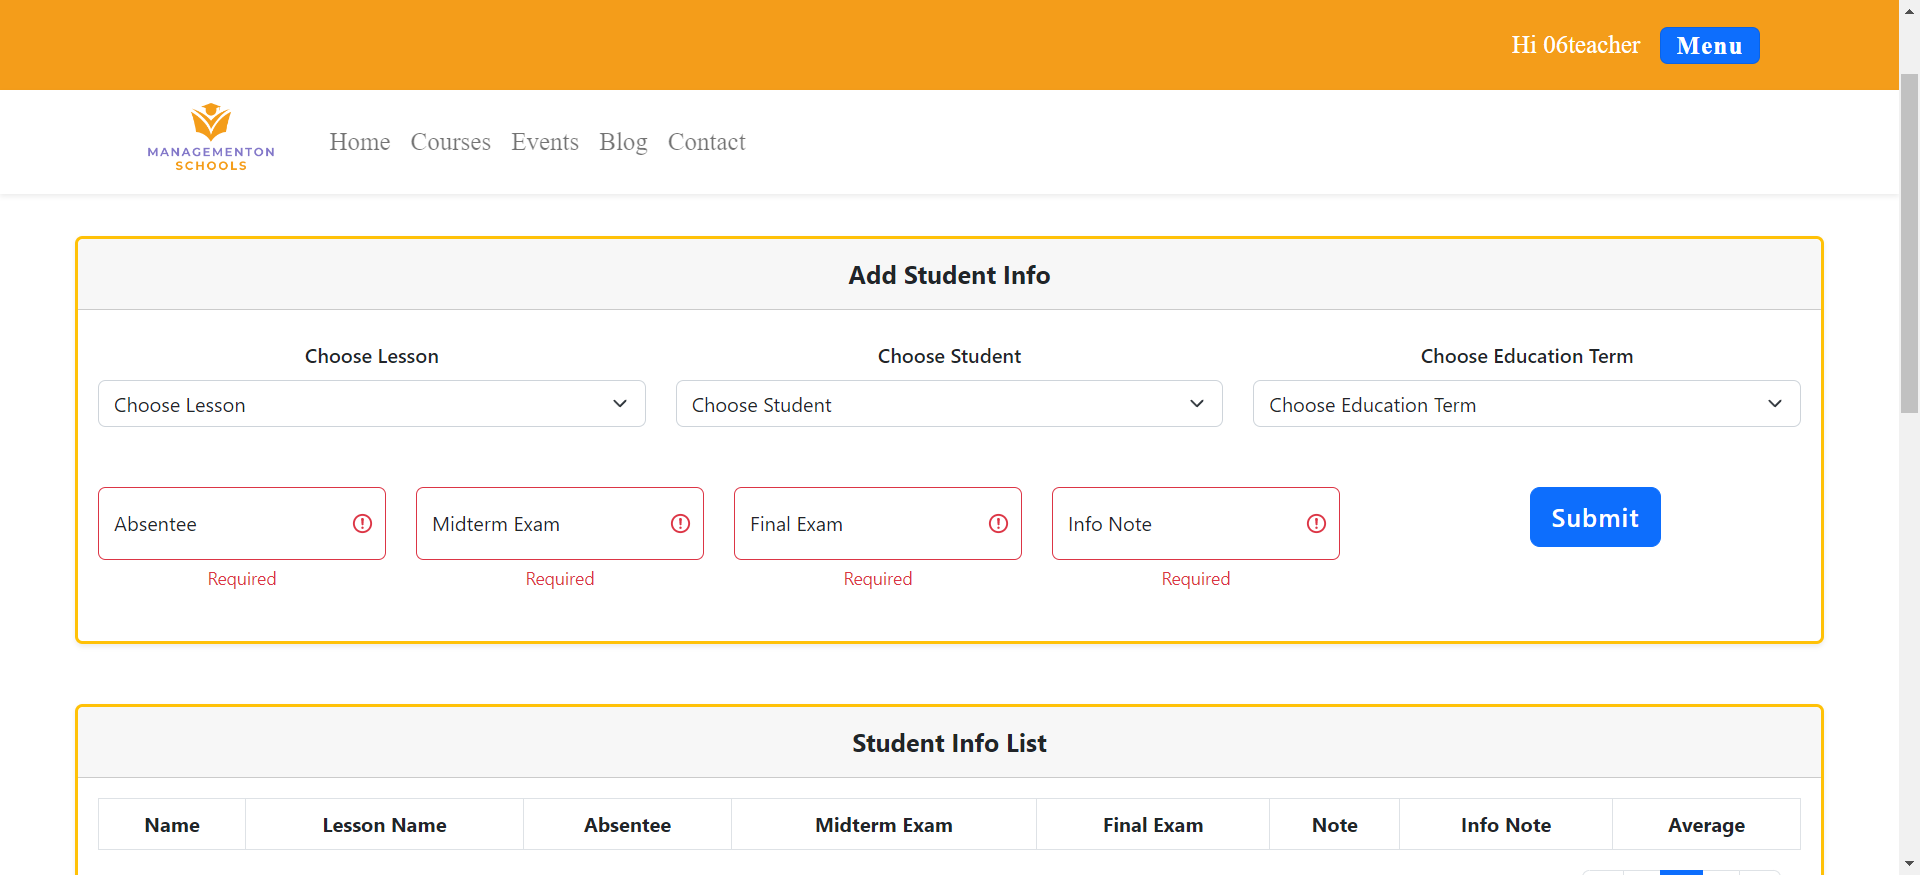 Hi 06teacher Menu
MANAGEMENTON
SCHOOLS
Home Courses Events Blog Contact
Add Student Info
Choose Lesson Choose Student Choose Education Term
Choose Lesson Choose Student Choose Education Term
Absentee Midterm Exam Final Exam Info Note Submit
Required Required Required Required
Student Info List
Name Lesson Name Absentee Midterm Exam Final Exam Note Info Note Average